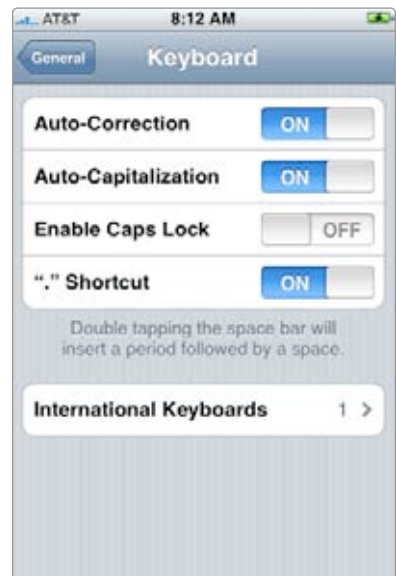 AT&T 8:12 AM
General Keyboard
Auto-Correction ON
Auto-Capitalization ON
Enable Caps Lock OFF
“.” Shortcut ON
Double tapping the space bar will
insert a period followed by a space.
International Keyboards 1 >